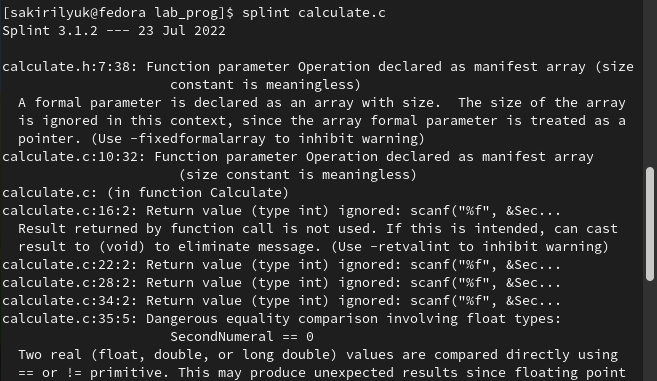 [sakirilyuk@fedora lab_prog]$ splint calculate.c
Splint 3.1.2 --- 23 Jul 2022
calculate.h:7:38: Function parameter Operation declared as manifest array (size
constant is meaningless)
A formal parameter is declared as an array with size.  The size of the array
is ignored in this context, since the array formal parameter is treated as a
pointer. (Use -fixedformalarray to inhibit warning)
calculate.c:10:32: Function parameter Operation declared as manifest array
(size constant is meaningless)
calculate.c: (in function Calculate)
calculate.c:16:2: Return value (type int) ignored: scanf("%f", &Sec...
Result returned by function call is not used. If this is intended, can cast
result to (void) to eliminate message. (Use -retvalint to inhibit warning)
calculate.c:22:2: Return value (type int) ignored: scanf("%f", &Sec...
calculate.c:28:2: Return value (type int) ignored: scanf("%f", &Sec...
calculate.c:34:2: Return value (type int) ignored: scanf("%f", &Sec...
calculate.c:35:5: Dangerous equality comparison involving float types:
SecondNumeral == 0
Two real (float, double, or long double) values are compared directly using
== or != primitive. This may produce unexpected results since floating point